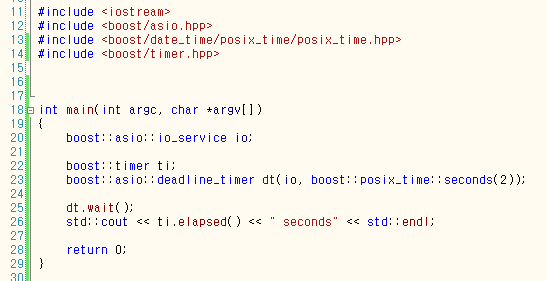 11 #include <iostream>
12 #include <boost/asio.hpp>
13 #include <boost/date_time/posix_time/posix_time.hpp>
14 #include <boost/timer.hpp>
15
16
17
18 int main(int argc, char *argv[])
19 {
20     boost::asio::io_service io;
21
22     boost::timer ti;
23     boost::asio::deadline_timer dt(io, boost::posix_time::seconds(2));
24
25     dt.wait();
26     std::cout << ti.elapsed() << " seconds" << std::endl;
27
28     return 0;
29 }
30